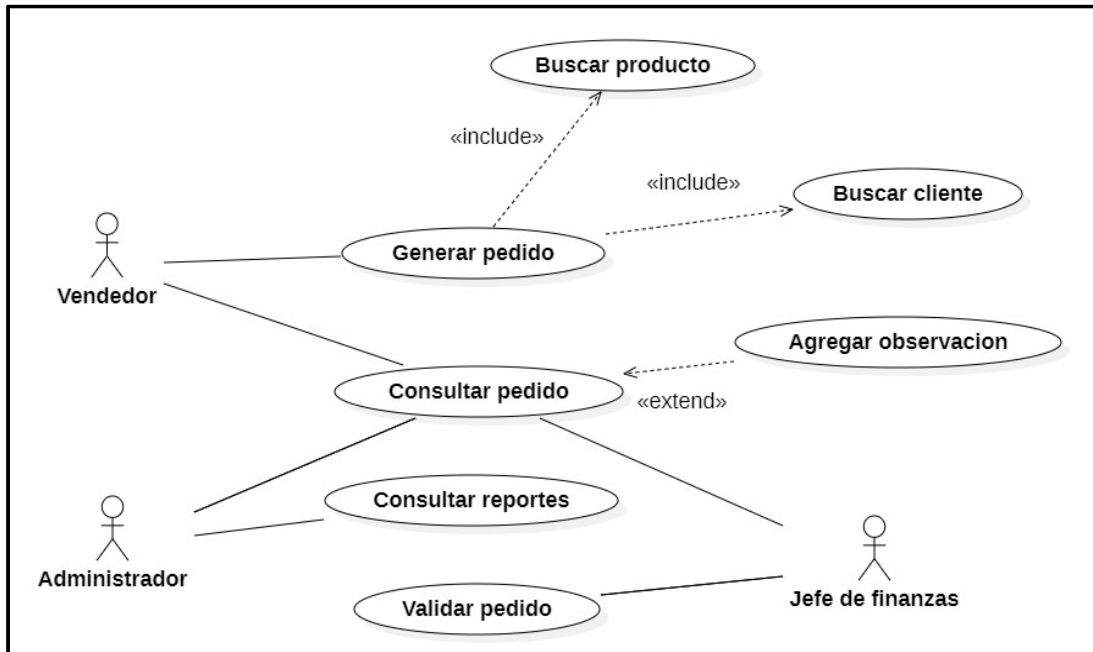 Buscar producto
«include»
«include»
Buscar cliente
Generar pedido
Vendedor
Agregar observacion
Consultar pedido
«extend»
Consultar reportes
Administrador
Validar pedido
Jefe de finanzas